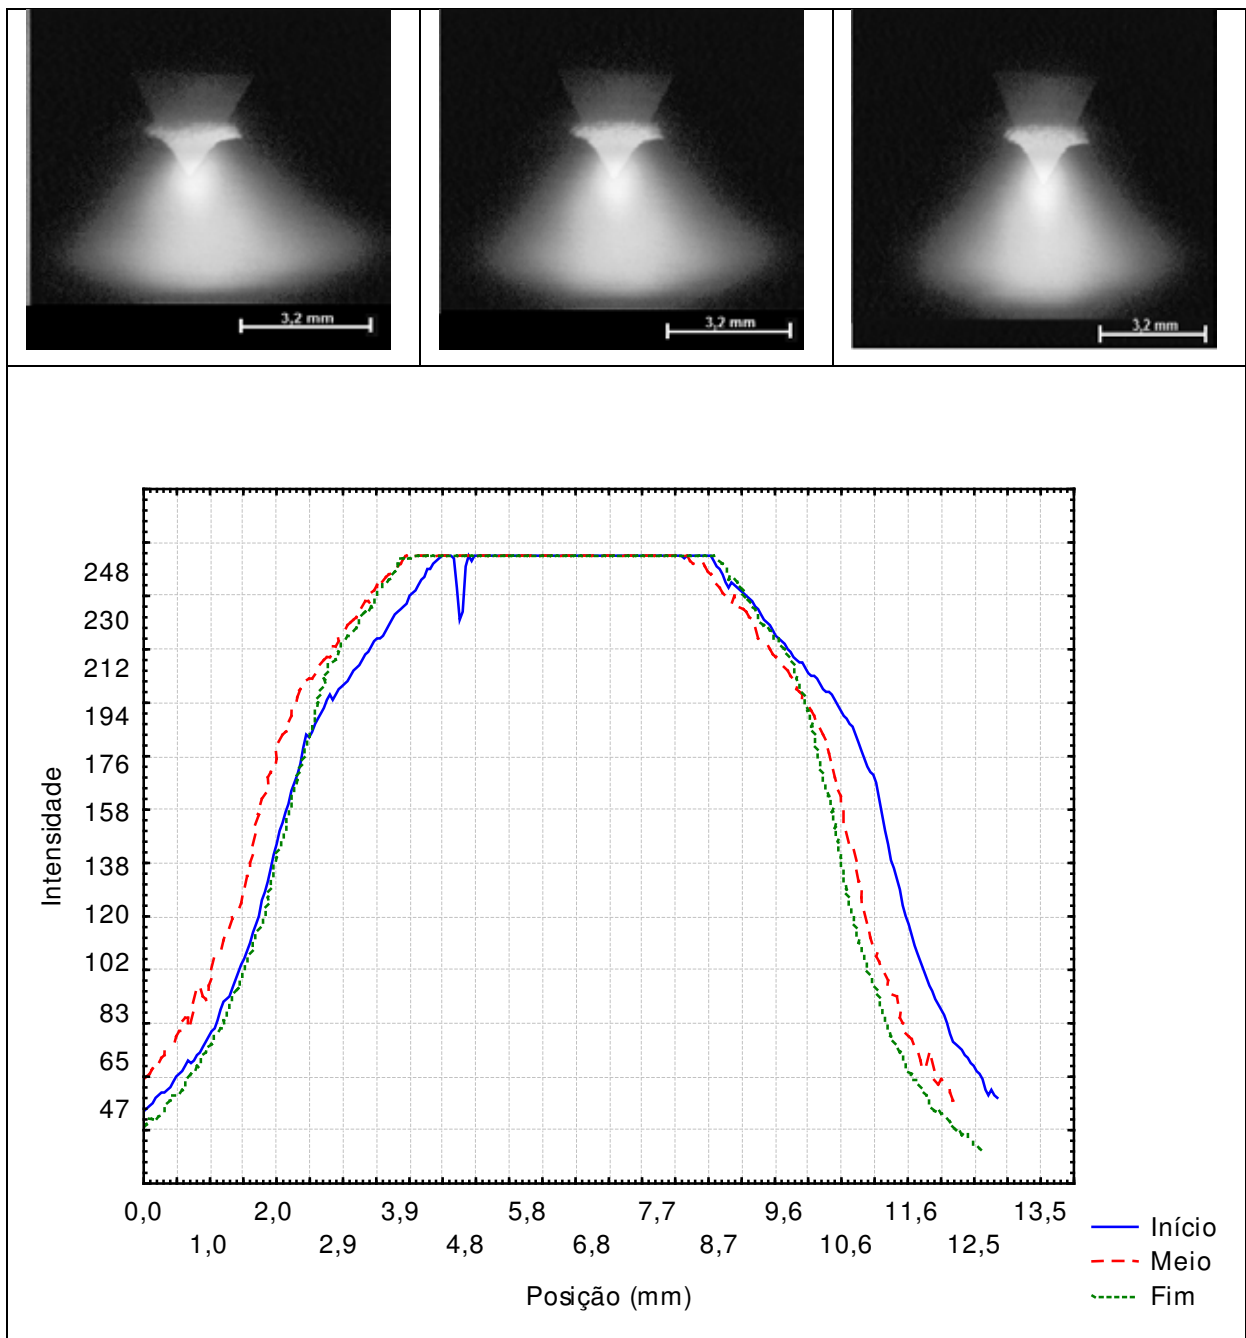 3,2 mm
3,2 mm
3,2 mm
248
230
212
194
176
158
138
120
102
83
65
47
Intensidade
0,0 2,0 3,9 5,8 7,7 9,6 11,6 13,5
1,0 2,9 4,8 6,8 8,7 10,6 12,5
Posição (mm)
Início
Meio
Fim